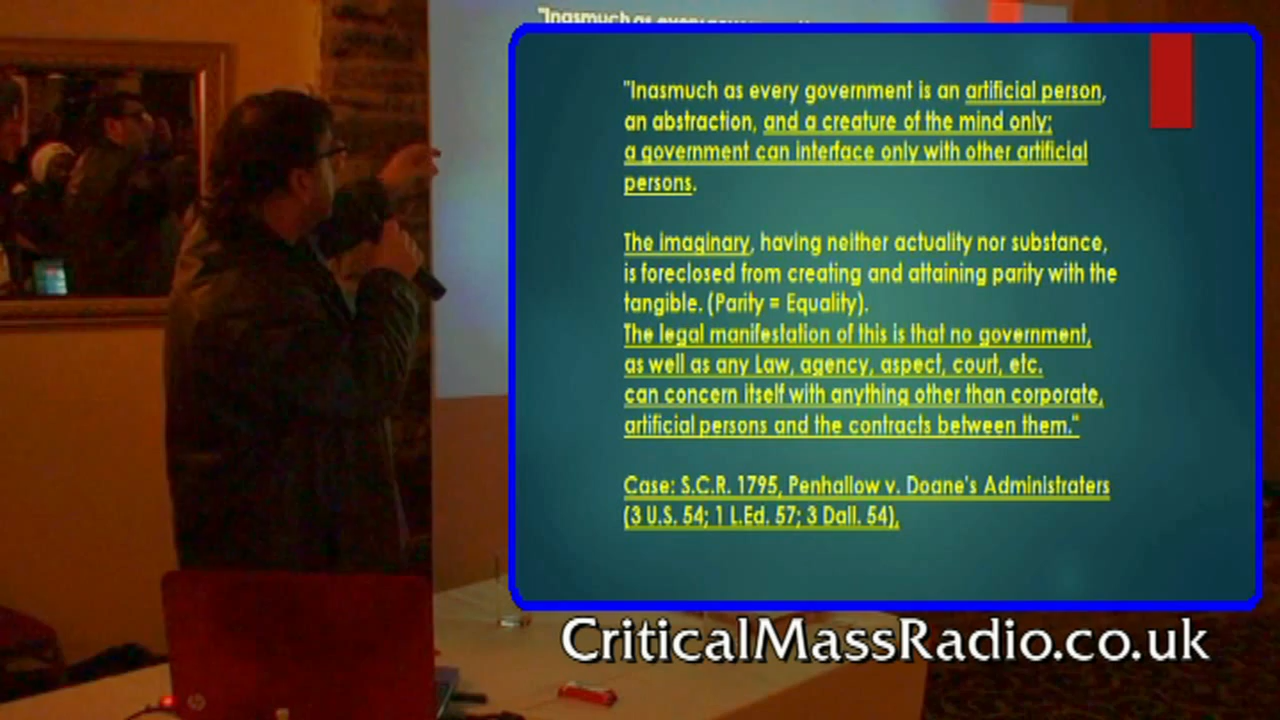 "Inasmuch as every
"Inasmuch as every government is an artificial person,
an abstraction, and a creature of the mind only;
a government can interface only with other artificial
persons.
The imaginary, having neither actuality nor substance,
is foreclosed from creating and attaining parity with the
tangible. (Parity = Equality).
The legal manifestation of this is that no government,
as well as any Law, agency, aspect, court, etc.
can concern itself with anything other than corporate,
artificial persons and the contracts between them."
Case: S.C.R. 1795, Penhallow v. Doane's Administraters
(3 U.S. 54; 1 L.Ed. 57; 3 Dall. 54),
CriticalMassRadio.co.uk
hp